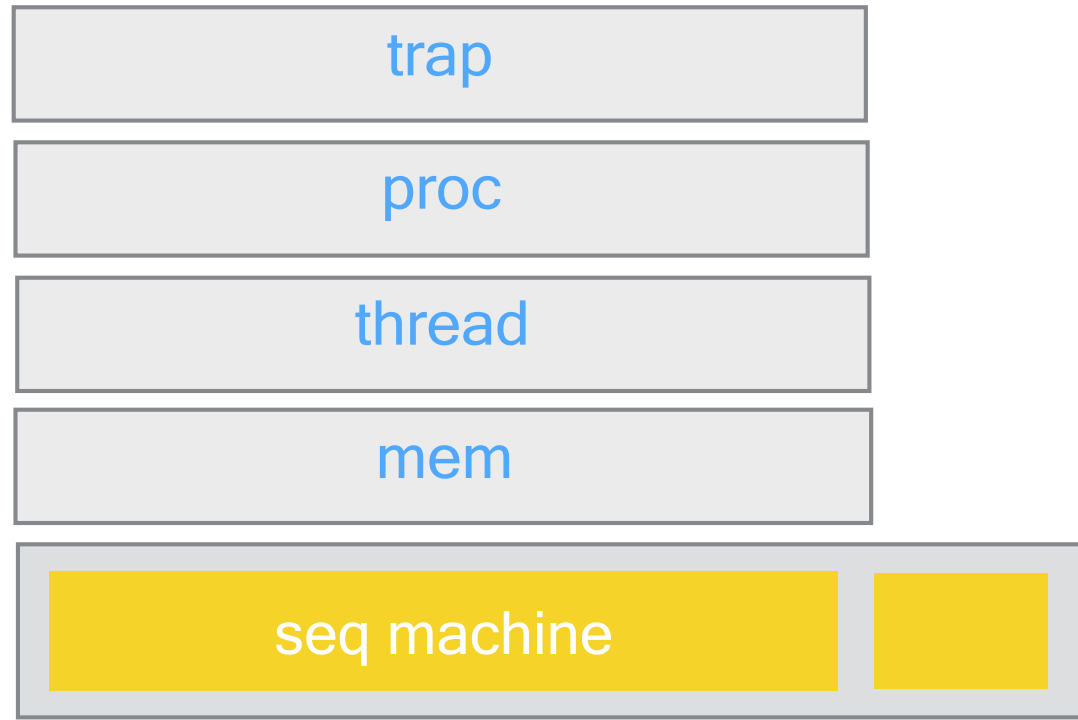 trap
proc
thread
mem
seq machine